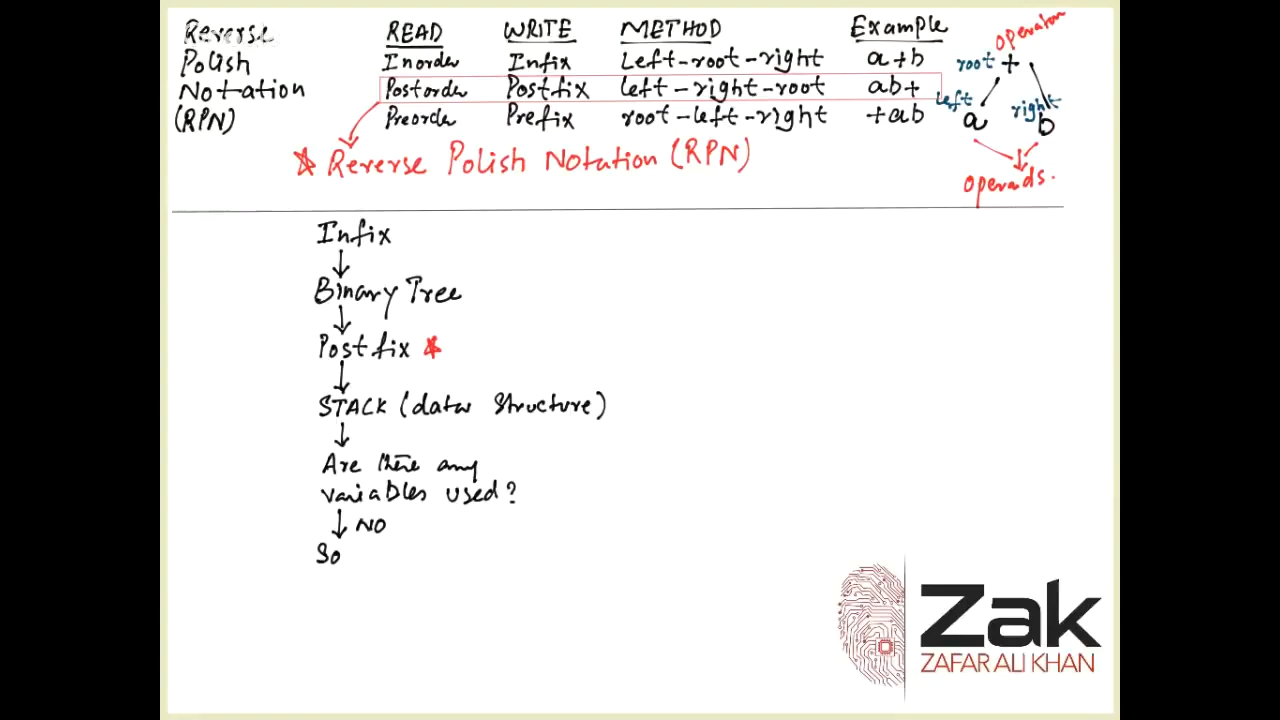 Reverse READ WRITE METHOD Example
Polish Inorder Infix Left-root-right a+b
Notation Postorder Postfix left-right-root ab+
(RPN) Preorder Prefix root-left-right +ab
operator
root +
left right
a b
Operads.
Reverse Polish Notation (RPN)
Infix
Binary Tree
Postfix
STACK (data structure)
Are there any
variables used?
NO
So
Zak
ZAFAR ALI KHAN